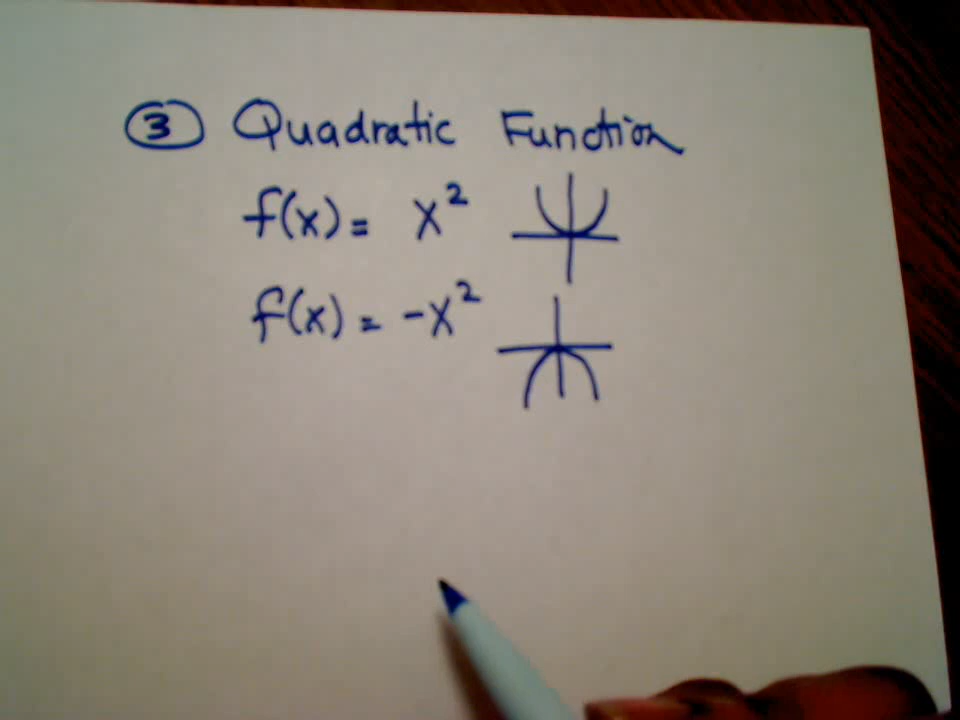 ③ Quadratic Function
f(x) = x²
f(x) = -x²